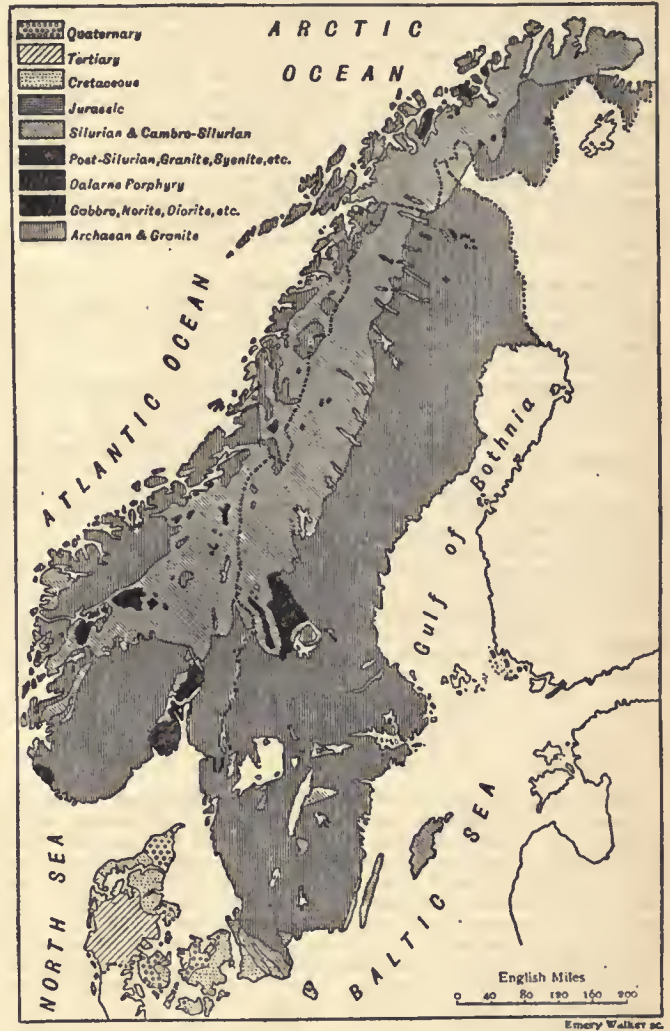 ARCTIC
OCEAN
Quaternary
Tertiary
Cretaceous
Jurassic
Silurian & Cambro-Silurian
Post-Silurian, Granite, Syenite, etc.
Dalarne Porphyry
Gabbro, Norite, Diorite, etc.
Archæan & Granite
ATLANTIC OCEAN
Gulf of Bothnia
NORTH SEA
BALTIC SEA
English Miles
0 40 80 120 160 200
Emery Walker sc.